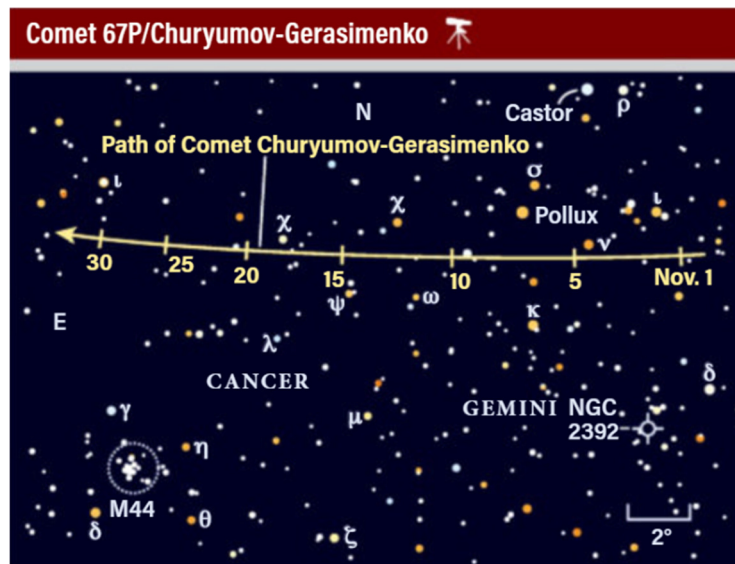 Comet 67P/Churyumov-Gerasimenko
N
Castor
ρ
Path of Comet Churyumov-Gerasimenko
σ
ι
χ
χ
Pollux
ι
ν
30
25
20
15
10
5
Nov. 1
ψ
ω
κ
E
λ
CANCER
δ
γ
μ
GEMINI
NGC
2392
η
M44
δ
θ
ζ
2°